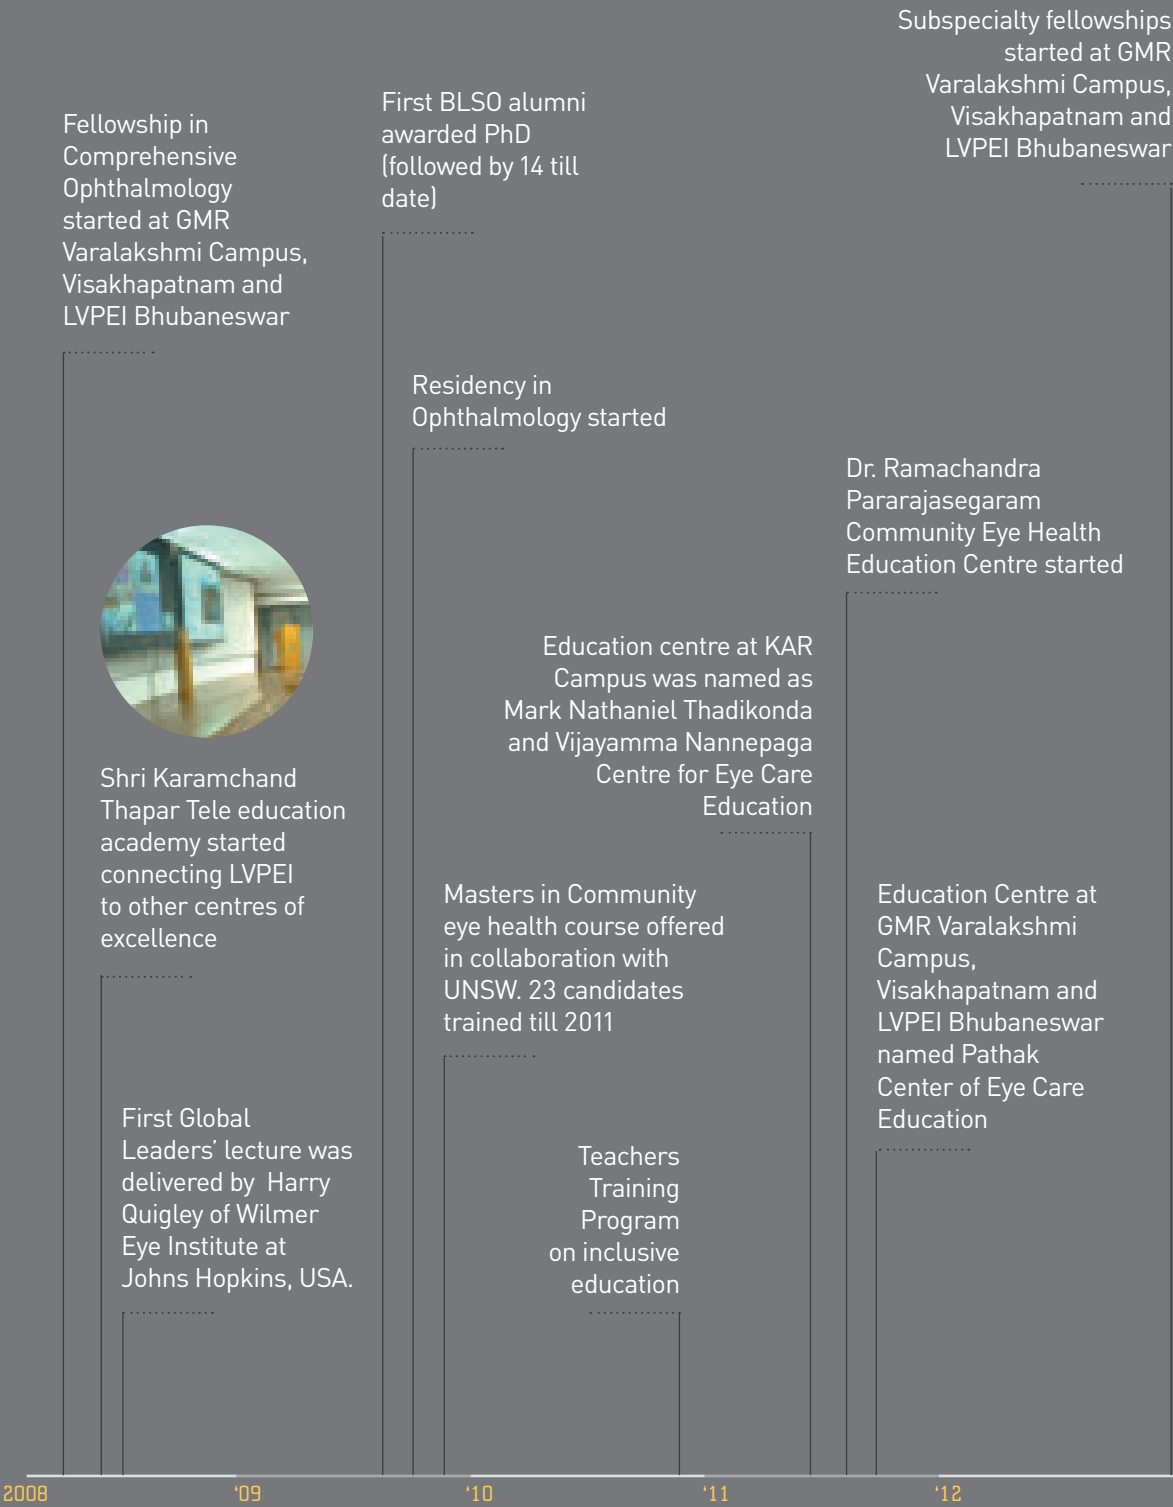 Subspecialty fellowships
started at GMR
Varalakshmi Campus,
Visakhapatnam and
LVPEI Bhubaneswar
First BLSO alumni
awarded PhD
(followed by 14 till
date)
Fellowship in
Comprehensive
Ophthalmology
started at GMR
Varalakshmi Campus,
Visakhapatnam and
LVPEI Bhubaneswar
Residency in
Ophthalmology started
Dr. Ramachandra
Pararajasegaram
Community Eye Health
Education Centre started
Education centre at KAR
Campus was named as
Mark Nathaniel Thadikonda
and Vijayamma Nannepaga
Centre for Eye Care
Education
Shri Karamchand
Thapar Tele education
academy started
connecting LVPEI
to other centres of
excellence
Masters in Community
eye health course offered
in collaboration with
UNSW. 23 candidates
trained till 2011
Education Centre at
GMR Varalakshmi
Campus,
Visakhapatnam and
LVPEI Bhubaneswar
named Pathak
Center of Eye Care
Education
First Global
Leaders’ lecture was
delivered by  Harry
Quigley of Wilmer
Eye Institute at
Johns Hopkins, USA.
Teachers
Training
Program
on inclusive
education
2008 ‘09 ‘10 ‘11 ‘12